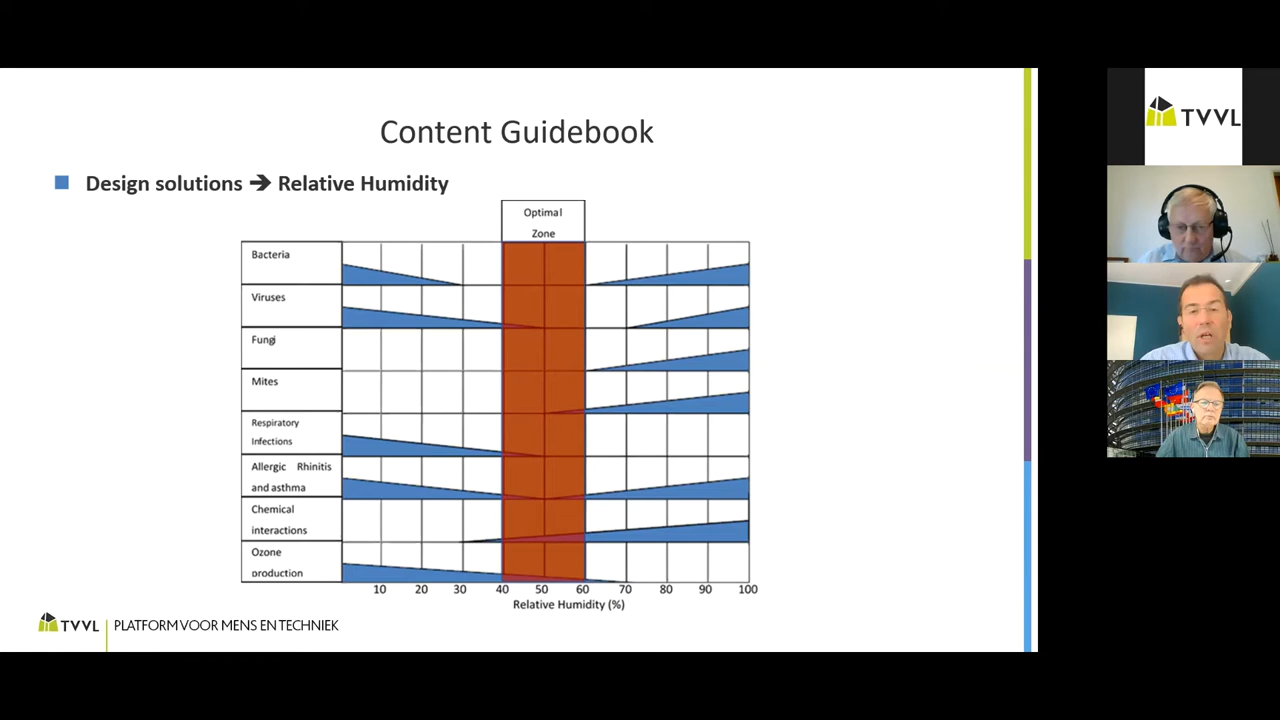 Content Guidebook
Design solutions ➔ Relative Humidity
Optimal
Zone
Bacteria
Viruses
Fungi
Mites
Respiratory
Infections
Allergic Rhinitis
and asthma
Chemical
interactions
Ozone
production
10 20 30 40 50 60 70 80 90 100
Relative Humidity (%)
TVVL PLATFORM VOOR MENS EN TECHNIEK
TVVL